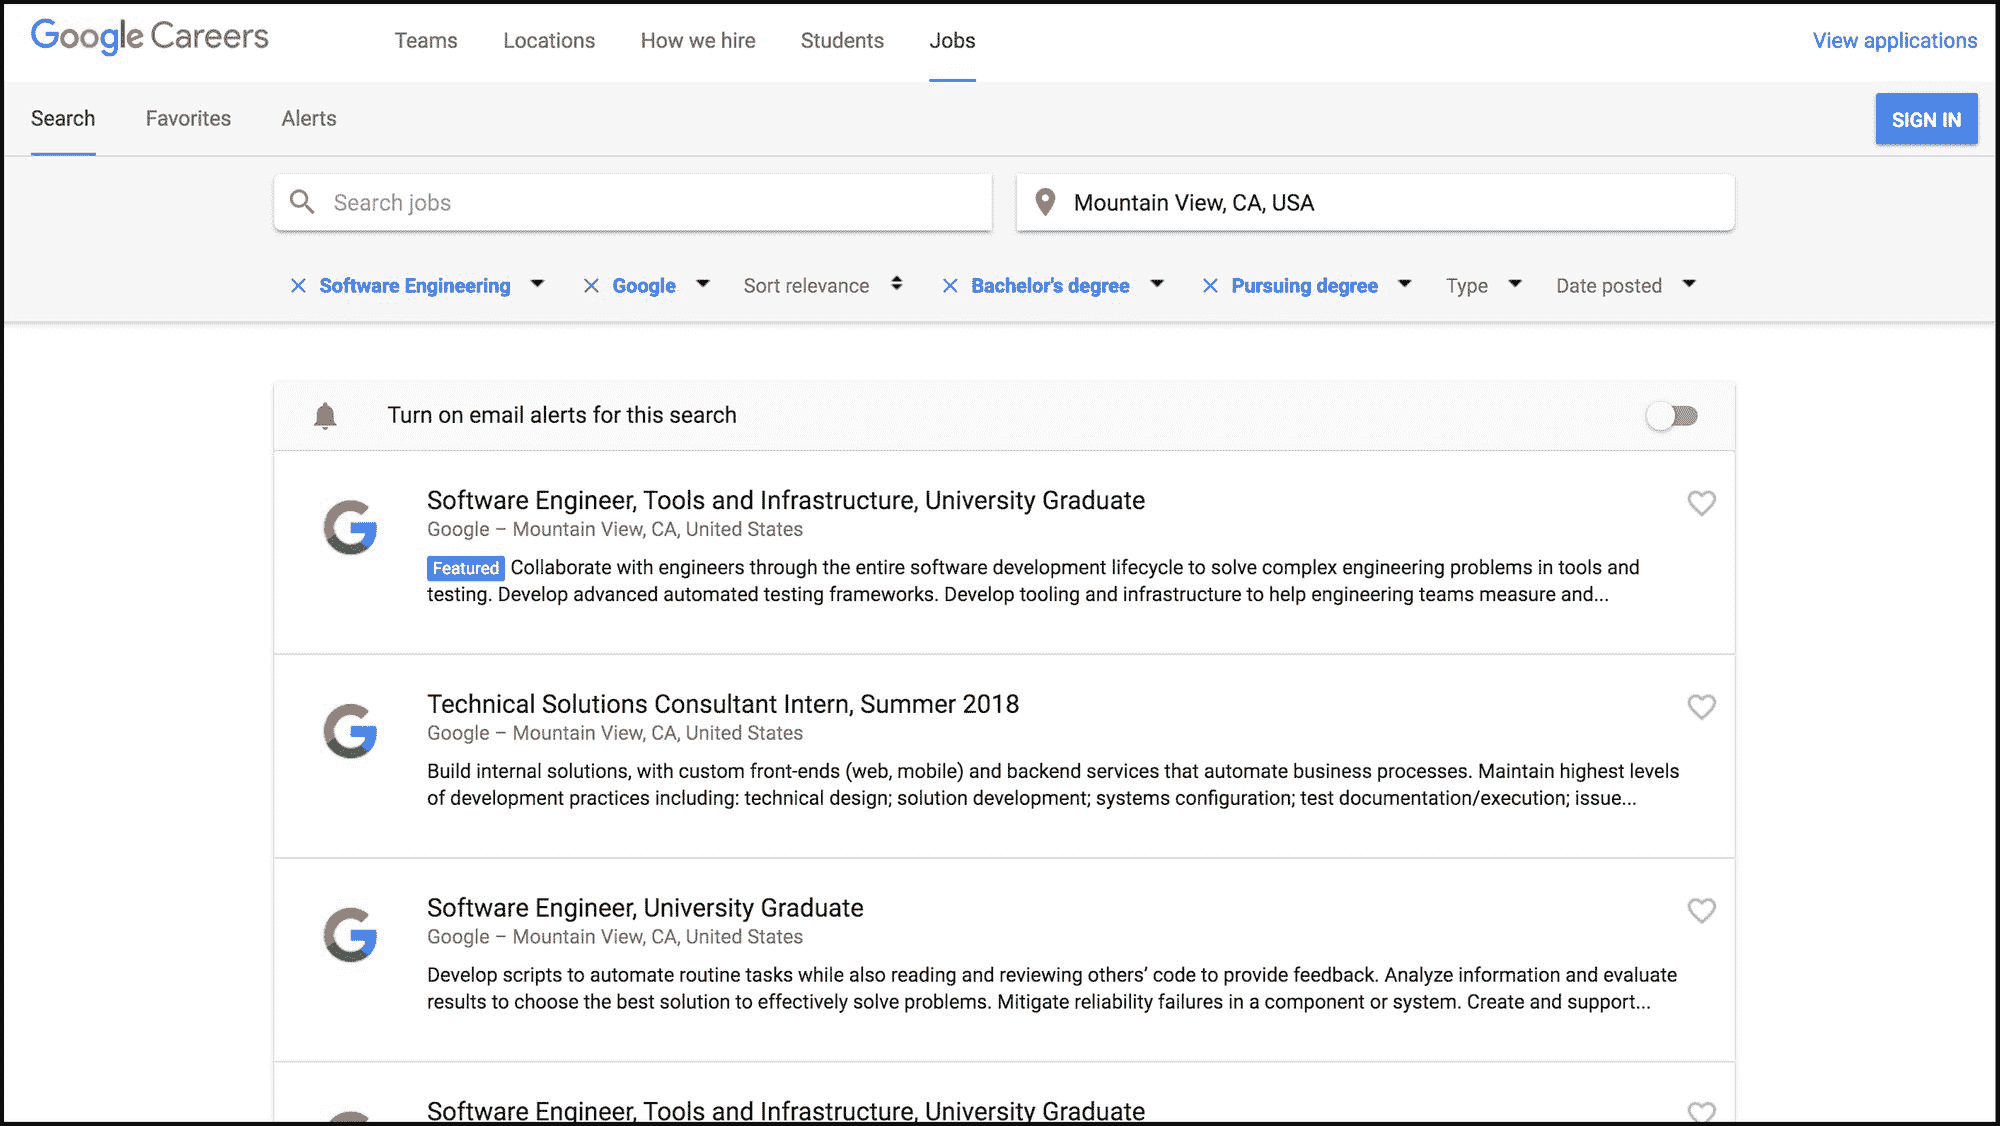 Google Careers Teams Locations How we hire Students Jobs View applications
Search Favorites Alerts SIGN IN
Search jobs Mountain View, CA, USA
Software Engineering Google Sort relevance Bachelor's degree Pursuing degree Type Date posted
Turn on email alerts for this search
Software Engineer, Tools and Infrastructure, University Graduate
Google – Mountain View, CA, United States
Featured Collaborate with engineers through the entire software development lifecycle to solve complex engineering problems in tools and
testing. Develop advanced automated testing frameworks. Develop tooling and infrastructure to help engineering teams measure and...
Technical Solutions Consultant Intern, Summer 2018
Google – Mountain View, CA, United States
Build internal solutions, with custom front-ends (web, mobile) and backend services that automate business processes. Maintain highest levels
of development practices including: technical design; solution development; systems configuration; test documentation/execution; issue...
Software Engineer, University Graduate
Google – Mountain View, CA, United States
Develop scripts to automate routine tasks while also reading and reviewing others’ code to provide feedback. Analyze information and evaluate
results to choose the best solution to effectively solve problems. Mitigate reliability failures in a component or system. Create and support...
Software Engineer, Tools and Infrastructure, University Graduate